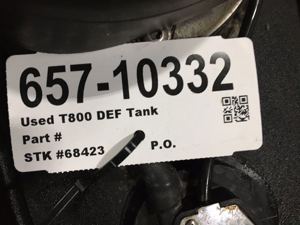 657-10332
Used T800 DEF Tank
Part #
STK #68423 P.O.